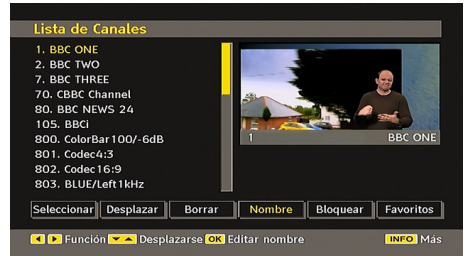 Lista de Canales
1. BBC ONE
2. BBC TWO
7. BBC THREE
70. CBBC Channel
80. BBC NEWS 24
105. BBCi
800. ColorBar100/-6dB
801. Codec4:3
802. Codec16:9
803. BLUE/Left1kHz
1 BBC ONE
Seleccionar Desplazar Borrar Nombre Bloquear Favoritos
Función Desplazarse OK Editar nombre INFO Más